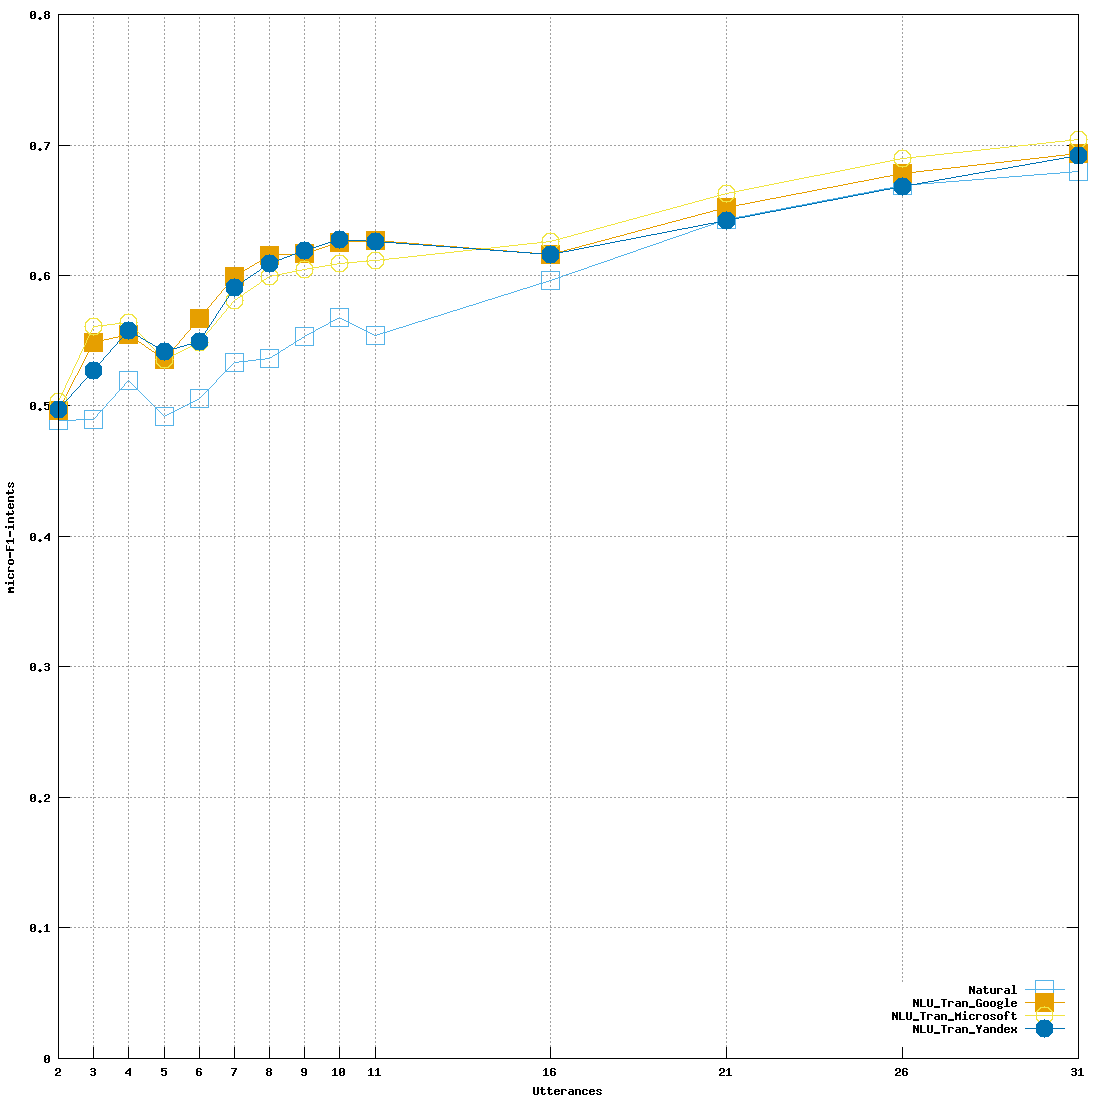 0.8
0.7
0.6
0.5
0.4
0.3
0.2
0.1
0
micro-F1-intents
2 3 4 5 6 7 8 9 10 11 16 21 26 31
Utterances
Natural
NLU_Tran_Google
NLU_Tran_Microsoft
NLU_Tran_Yandex